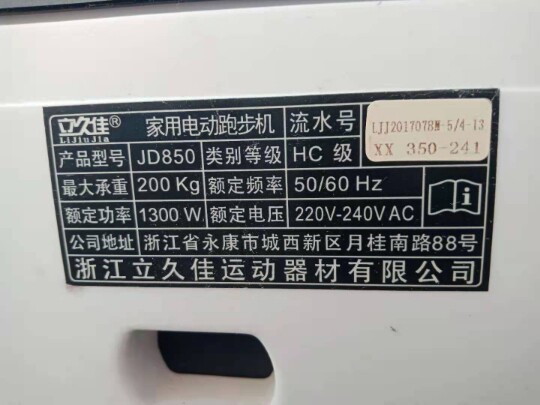 立久佳® 家用电动跑步机 流水号 LJJ201707BM-5/4-13
LiJiuJia XX 350-241
产品型号 JD850 类别等级 HC 级
最大承重 200 Kg 额定频率 50/60 Hz
额定功率 1300 W 额定电压 220V-240V AC
公司地址 浙江省永康市城西新区月桂南路88号
浙江立久佳运动器材有限公司